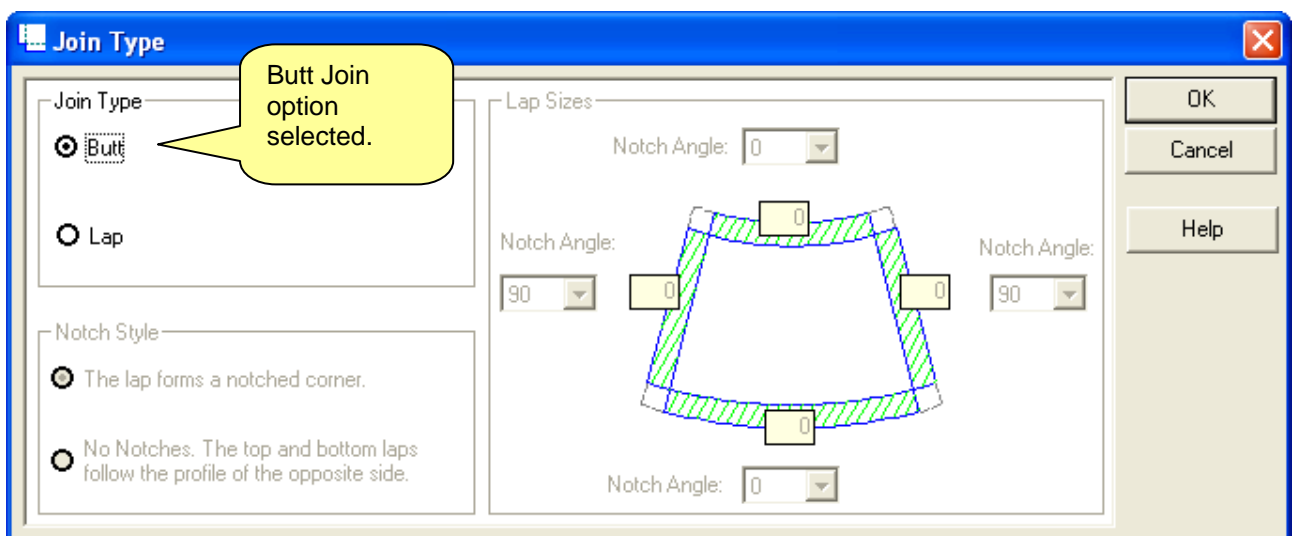 Join Type
Butt Join
option
selected.
Join Type
Butt
Lap
Notch Style
The lap forms a notched corner.
No Notches. The top and bottom laps
follow the profile of the opposite side.
Lap Sizes
Notch Angle: 0
0
Notch Angle:
90
0
0
Notch Angle:
90
0
Notch Angle: 0
OK
Cancel
Help